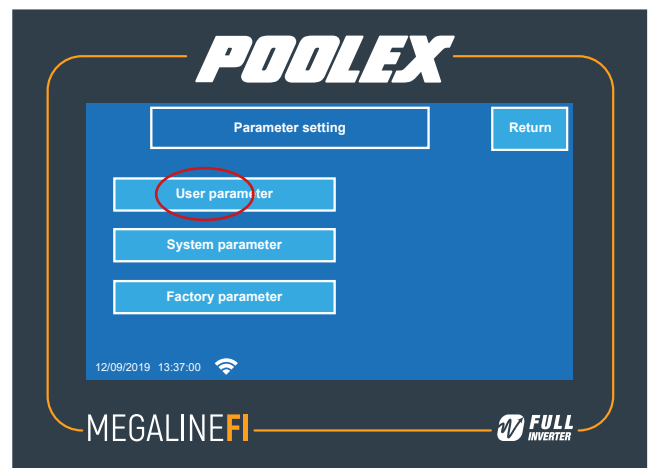 POOLEX
Parameter setting
Return
User parameter
System parameter
Factory parameter
12/09/2019 13:37:00
MEGALINEFI
FULL
INVERTER